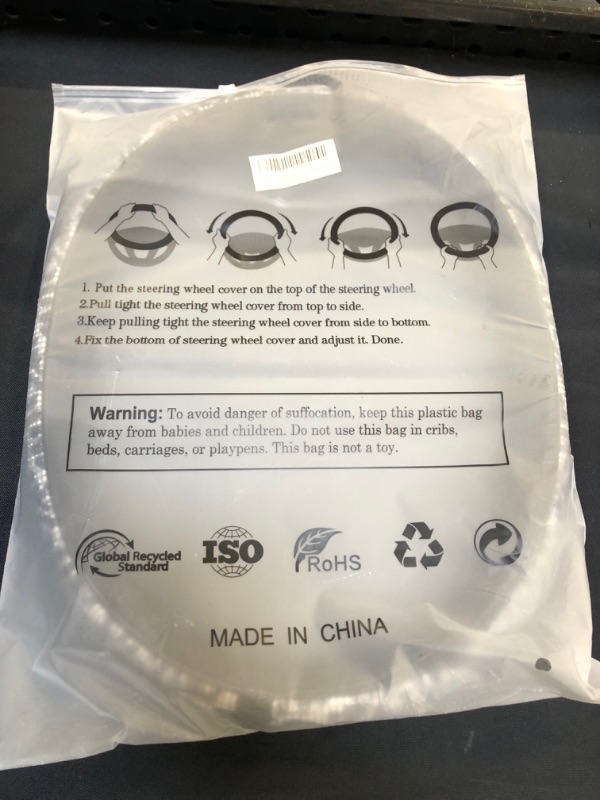 1. Put the steering wheel cover on the top of the steering wheel.
2.Pull tight the steering wheel cover from top to side.
3.Keep pulling tight the steering wheel cover from side to bottom.
4.Fix the bottom of steering wheel cover and adjust it. Done.
Warning: To avoid danger of suffocation, keep this plastic bag
away from babies and children. Do not use this bag in cribs,
beds, carriages, or playpens. This bag is not a toy.
Global Recycled
Standard
ISO
RoHS
MADE IN CHINA